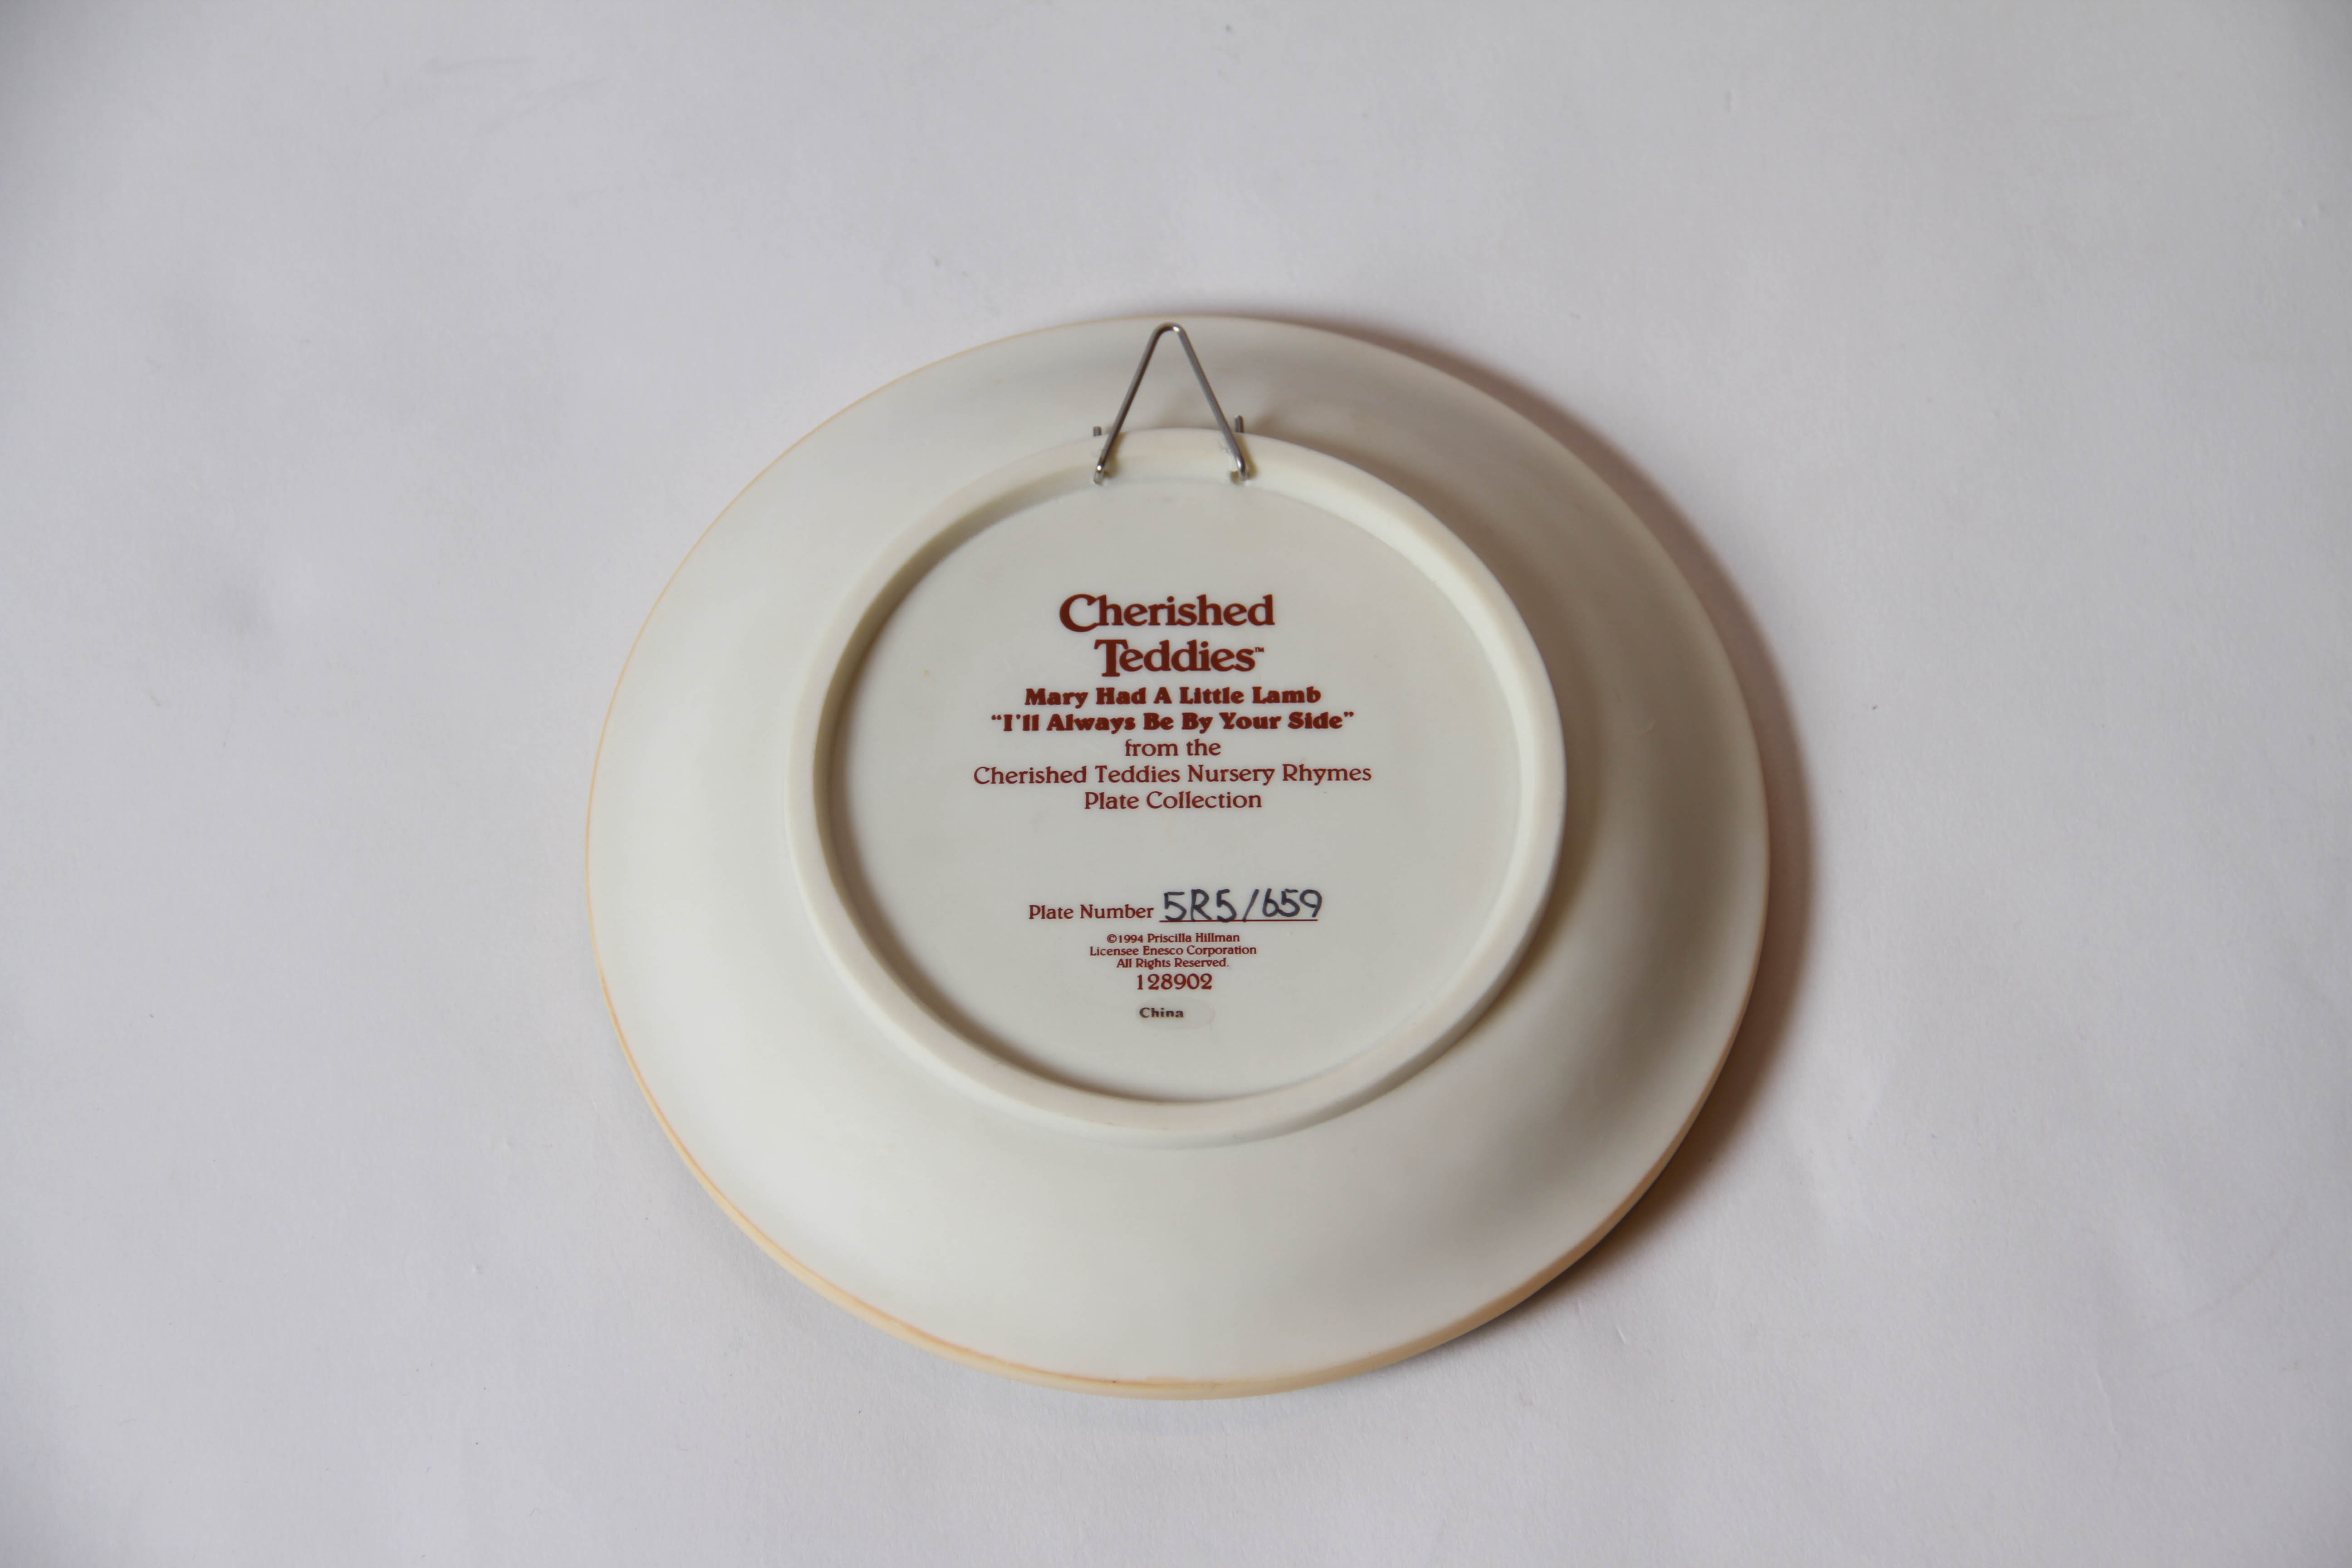 Cherished
Teddies™
Mary Had A Little Lamb
“I'll Always Be By Your Side”
from the
Cherished Teddies Nursery Rhymes
Plate Collection
Plate Number 5R5/659
©1994 Priscilla Hillman
Licensee Enesco Corporation
All Rights Reserved.
128902
China